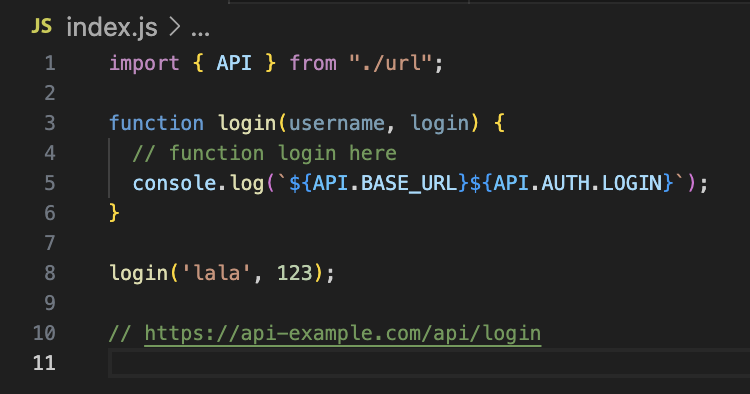 JS index.js > ...
1 import { API } from "./url";
2
3 function login(username, login) {
4 // function login here
5 console.log(`${API.BASE_URL}${API.AUTH.LOGIN}`);
6 }
7
8 login('lala', 123);
9
10 // https://api-example.com/api/login
11